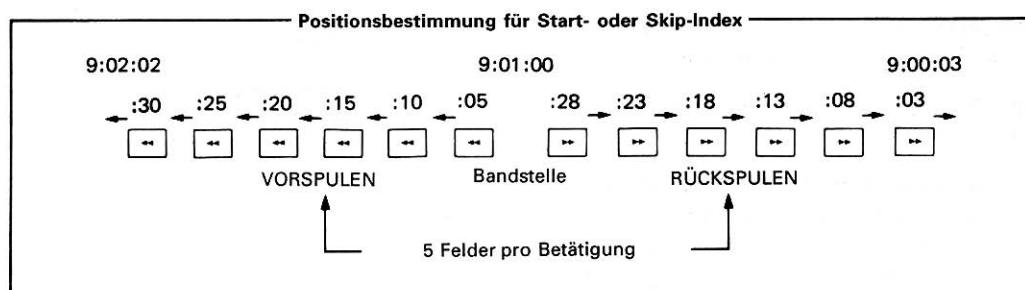 Positionsbestimmung für Start- oder Skip-Index
9:02:02 9:01:00 9:00:03
:30 :25 :20 :15 :10 :05 :28 :23 :18 :13 :08 :03
VORSPULEN Bandstelle RÜCKSPULEN
5 Felder pro Betätigung